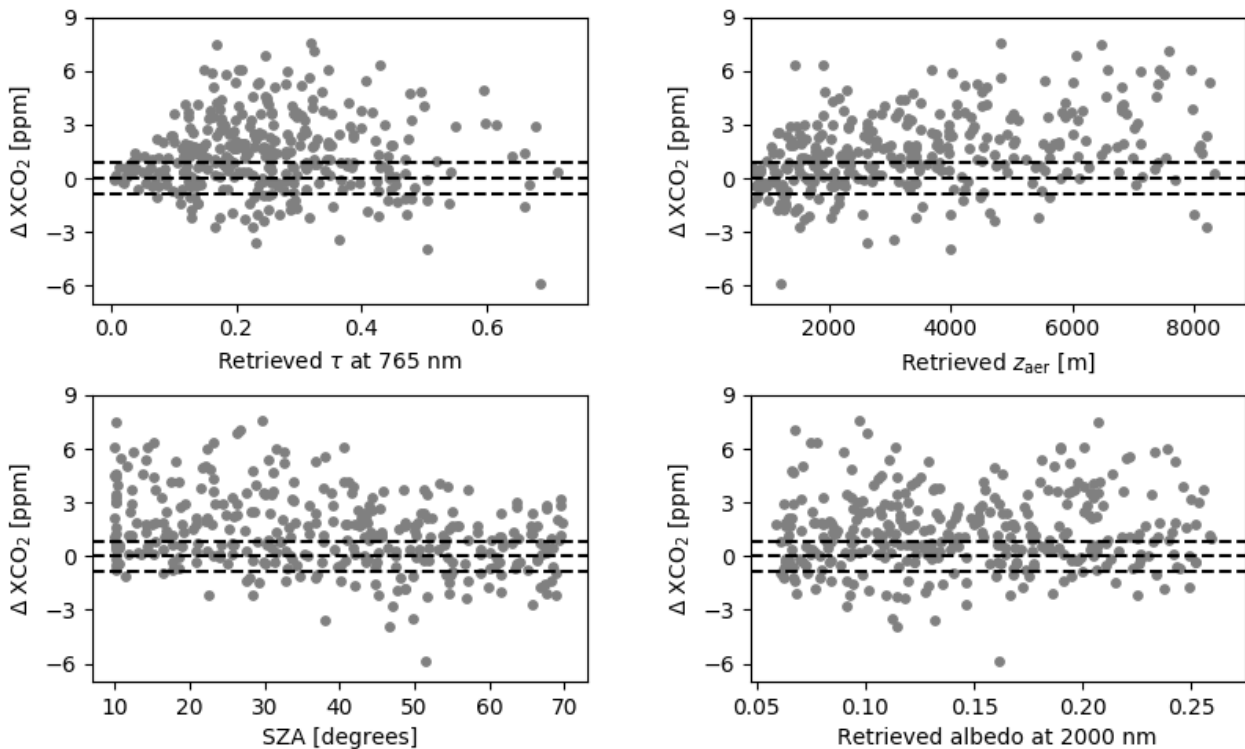 9
6
3
0
−3
−6
Δ XCO₂ [ppm]
0.0 0.2 0.4 0.6
Retrieved τ at 765 nm
9
6
3
0
−3
−6
Δ XCO₂ [ppm]
2000 4000 6000 8000
Retrieved zₐₑᵣ [m]
9
6
3
0
−3
−6
Δ XCO₂ [ppm]
10 20 30 40 50 60 70
SZA [degrees]
9
6
3
0
−3
−6
Δ XCO₂ [ppm]
0.05 0.10 0.15 0.20 0.25
Retrieved albedo at 2000 nm